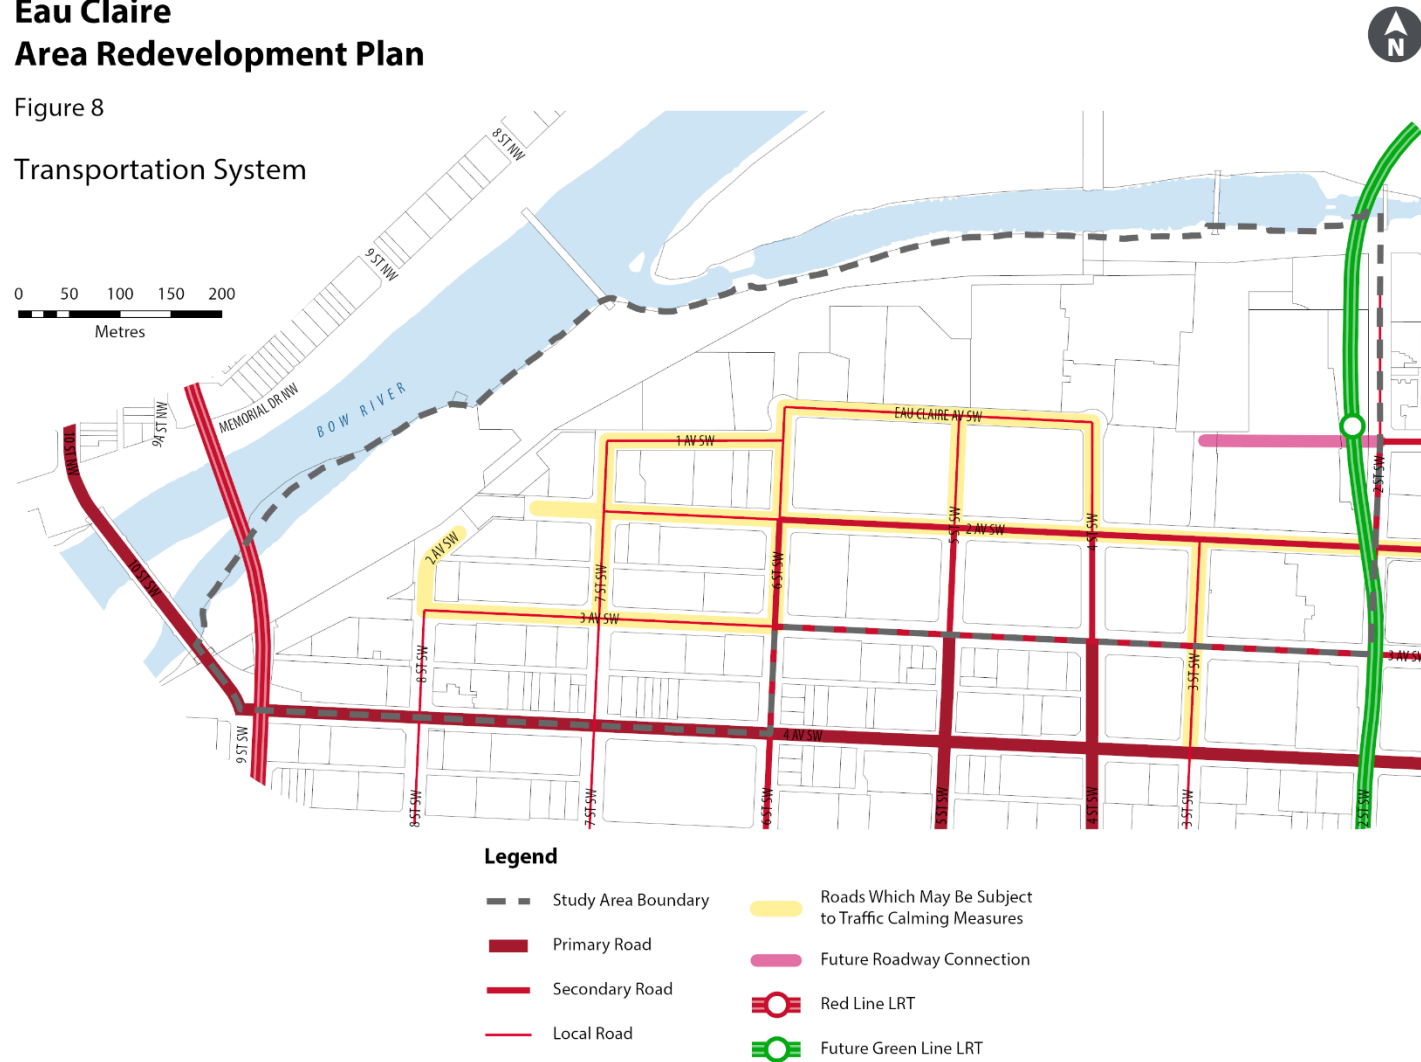 Eau Claire
Area Redevelopment Plan
N
Figure 8
Transportation System
8 ST NW
9 ST NW
0 50 100 150 200
Metres
MEMORIAL DR NW
9A ST NW
10 ST NW
BOW RIVER
EAU CLAIRE AV SW
1 AV SW
2 ST SW
5 ST SW
2 AV SW
4 ST SW
2 AV SW
6 ST SW
7 ST SW
10 ST SW
3 AV SW
3 AV SW
8 ST SW
3 ST SW
9 ST SW
4 AV SW
8 ST SW
7 ST SW
6 ST SW
5 ST SW
4 ST SW
3 ST SW
2 ST SW
Legend
Study Area Boundary
Primary Road
Secondary Road
Local Road
Roads Which May Be Subject
to Traffic Calming Measures
Future Roadway Connection
Red Line LRT
Future Green Line LRT